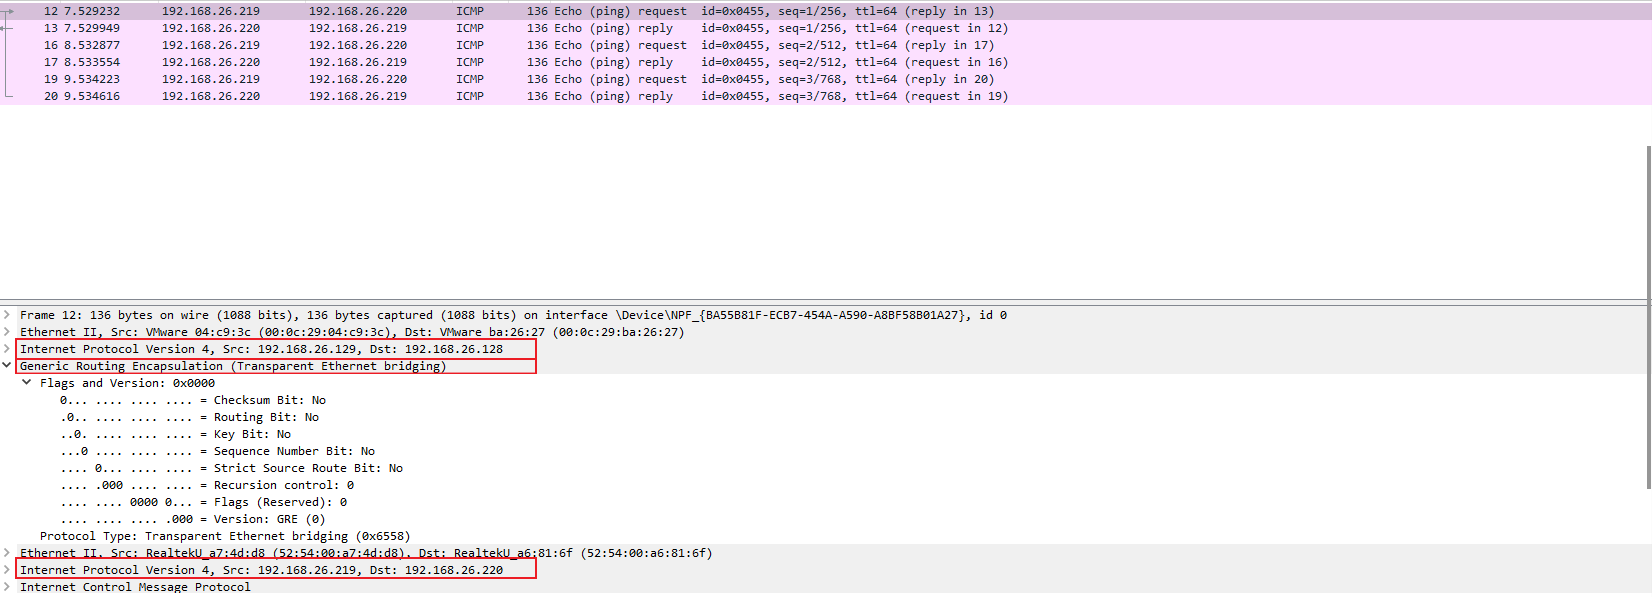 12 7.529232 192.168.26.219 192.168.26.220 ICMP 136 Echo (ping) request id=0x0455, seq=1/256, ttl=64 (reply in 13)
13 7.529949 192.168.26.220 192.168.26.219 ICMP 136 Echo (ping) reply id=0x0455, seq=1/256, ttl=64 (request in 12)
16 8.532877 192.168.26.219 192.168.26.220 ICMP 136 Echo (ping) request id=0x0455, seq=2/512, ttl=64 (reply in 17)
17 8.533554 192.168.26.220 192.168.26.219 ICMP 136 Echo (ping) reply id=0x0455, seq=2/512, ttl=64 (request in 16)
19 9.534223 192.168.26.219 192.168.26.220 ICMP 136 Echo (ping) request id=0x0455, seq=3/768, ttl=64 (reply in 20)
20 9.534616 192.168.26.220 192.168.26.219 ICMP 136 Echo (ping) reply id=0x0455, seq=3/768, ttl=64 (request in 19)
Frame 12: 136 bytes on wire (1088 bits), 136 bytes captured (1088 bits) on interface \Device\NPF_{BA55B81F-ECB7-454A-A590-A8BF58B01A27}, id 0
Ethernet II, Src: VMware_04:c9:3c (00:0c:29:04:c9:3c), Dst: VMware_ba:26:27 (00:0c:29:ba:26:27)
Internet Protocol Version 4, Src: 192.168.26.129, Dst: 192.168.26.128
Generic Routing Encapsulation (Transparent Ethernet bridging)
Flags and Version: 0x0000
0... .... .... .... = Checksum Bit: No
.0.. .... .... .... = Routing Bit: No
..0. .... .... .... = Key Bit: No
...0 .... .... .... = Sequence Number Bit: No
.... 0... .... .... = Strict Source Route Bit: No
.... .000 .... .... = Recursion control: 0
.... .... 0000 0... = Flags (Reserved): 0
.... .... .... .000 = Version: GRE (0)
Protocol Type: Transparent Ethernet bridging (0x6558)
Ethernet II, Src: RealtekU_a7:4d:d8 (52:54:00:a7:4d:d8), Dst: RealtekU_a6:81:6f (52:54:00:a6:81:6f)
Internet Protocol Version 4, Src: 192.168.26.219, Dst: 192.168.26.220
Internet Control Message Protocol